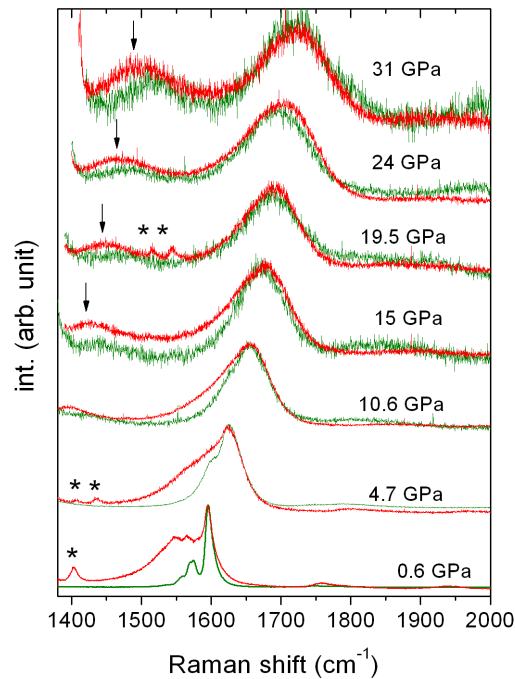 31 GPa
24 GPa
* *
19.5 GPa
15 GPa
10.6 GPa
* *
4.7 GPa
*
0.6 GPa
int. (arb. unit)
1400 1500 1600 1700 1800 1900 2000
Raman shift (cm-1)